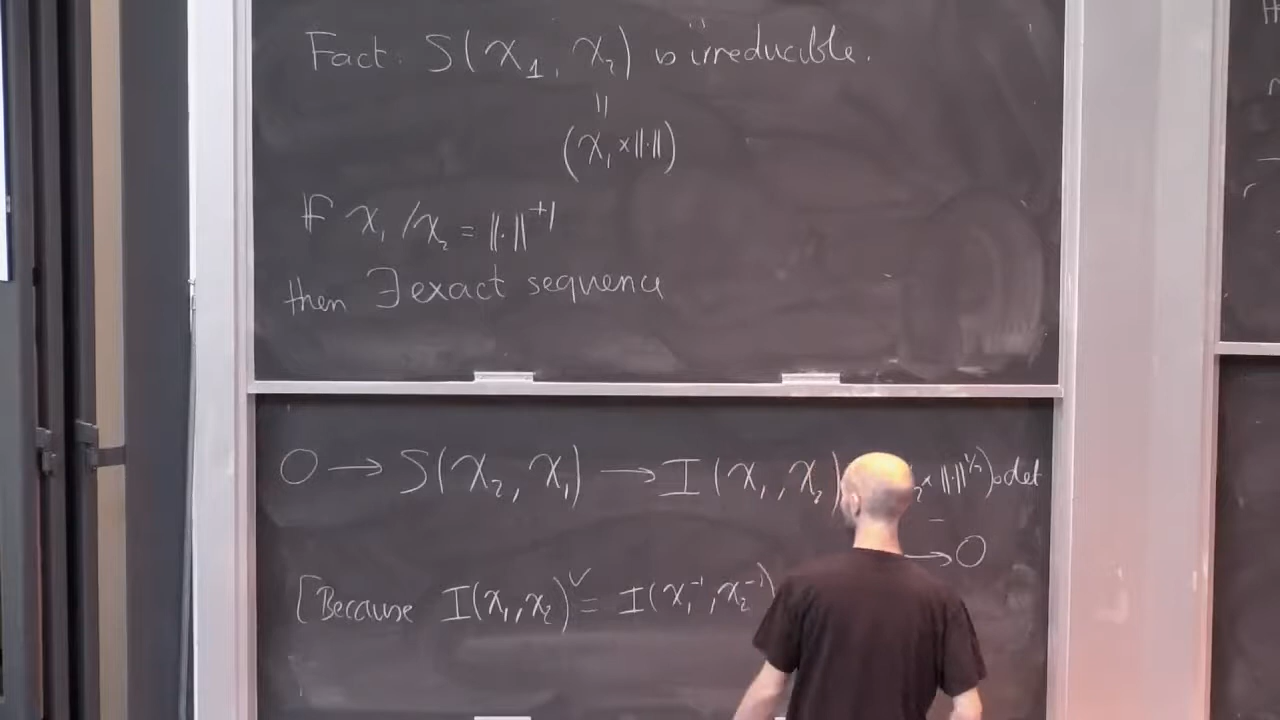 Fact: S(χ₁, χ₂) is irreducible.
(χ₁ × ||·||)
If χ₁/χ₂ = ||·||⁺¹
then ∃ exact sequence
0 → S(χ₂, χ₁) → I(χ₁, χ₂) ₂ × ||·||^{1/2}) ∘ det
→ 0
[Because I(χ₁, χ₂)^∨ = I(χ₁⁻¹, χ₂⁻¹)